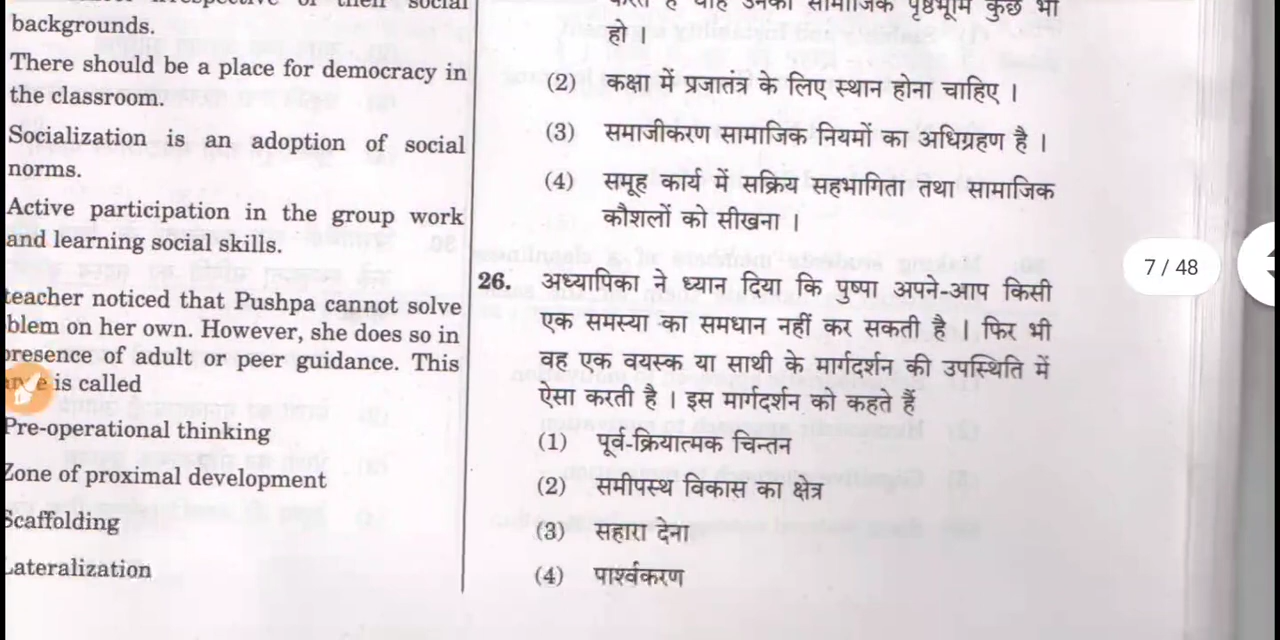 backgrounds.
There should be a place for democracy in
the classroom.
Socialization is an adoption of social
norms.
Active participation in the group work
and learning social skills.
teacher noticed that Pushpa cannot solve
blem on her own. However, she does so in
presence of adult or peer guidance. This
is called
Pre-operational thinking
Zone of proximal development
Scaffolding
Lateralization
हो ।
(2) कक्षा में प्रजातंत्र के लिए स्थान होना चाहिए ।
(3) समाजीकरण सामाजिक नियमों का अधिग्रहण है ।
(4) समूह कार्य में सक्रिय सहभागिता तथा सामाजिक
कौशलों को सीखना ।
26. अध्यापिका ने ध्यान दिया कि पुष्पा अपने-आप किसी
एक समस्या का समधान नहीं कर सकती है । फिर भी
वह एक वयस्क या साथी के मार्गदर्शन की उपस्थिति में
ऐसा करती है । इस मार्गदर्शन को कहते हैं
(1) पूर्व-क्रियात्मक चिन्तन
(2) समीपस्थ विकास का क्षेत्र
(3) सहारा देना
(4) पार्श्वकरण
7 / 48